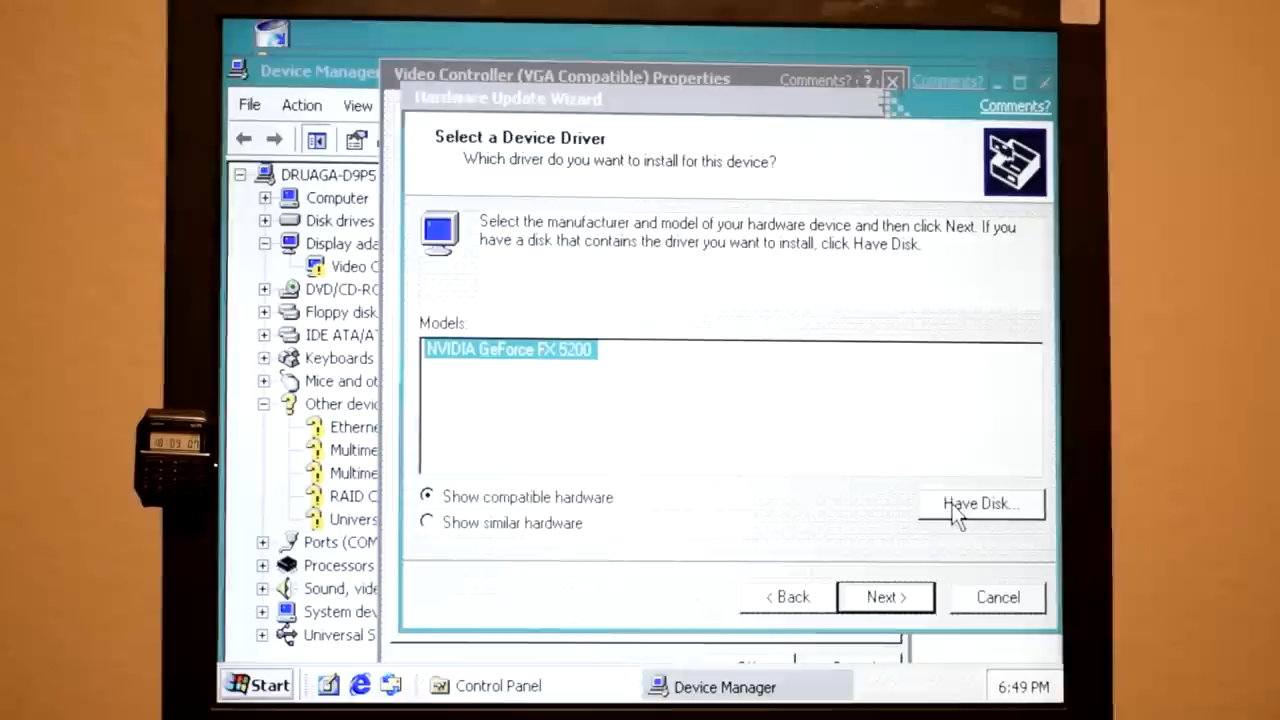 Device Manager
Video Controller (VGA Compatible) Properties
Comments?
?
Comments?
Hardware Update Wizard
Comments?
File Action View
Select a Device Driver
Which driver do you want to install for this device?
DRUAGA-D9P5
Computer
Disk drives
Display ada
Video C
DVD/CD-RO
Floppy disk
IDE ATA/AT
Keyboards
Mice and ot
Other devic
Etherne
Multime
Multime
RAID C
Univers
Ports (COM
Processors
Sound, vide
System dev
Universal S
Select the manufacturer and model of your hardware device and then click Next. If you
have a disk that contains the driver you want to install, click Have Disk.
Models:
NVIDIA GeForce FX 5200
Show compatible hardware
Show similar hardware
Have Disk...
< Back
Next >
Cancel
Start
Control Panel
Device Manager
6:49 PM